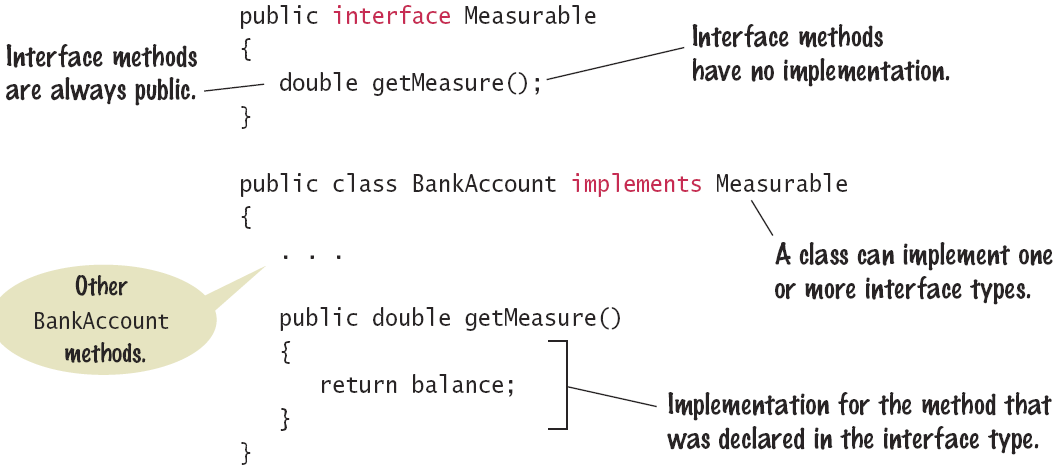 public interface Measurable
{
Interface methods
are always public.
double getMeasure();
Interface methods
have no implementation.
}
public class BankAccount implements Measurable
{
. . .
A class can implement one
or more interface types.
Other
BankAccount
methods.
public double getMeasure()
{
return balance;
}
Implementation for the method that
was declared in the interface type.
}